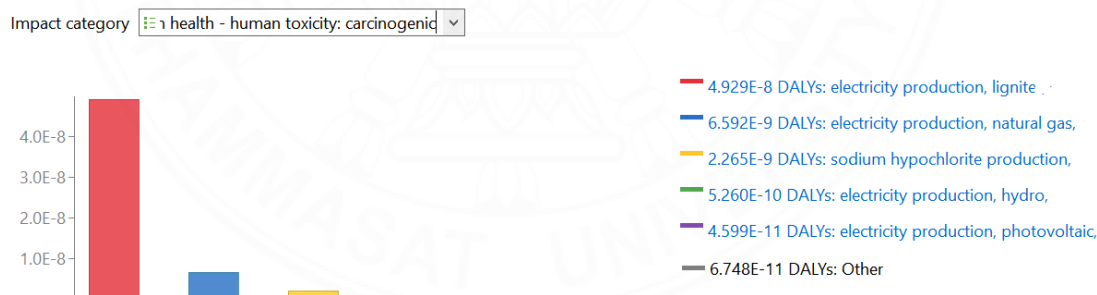 Impact category health - human toxicity: carcinogenic
4.929E-8 DALYs: electricity production, lignite
6.592E-9 DALYs: electricity production, natural gas,
2.265E-9 DALYs: sodium hypochlorite production,
5.260E-10 DALYs: electricity production, hydro,
4.599E-11 DALYs: electricity production, photovoltaic,
6.748E-11 DALYs: Other
4.0E-8
3.0E-8
2.0E-8
1.0E-8